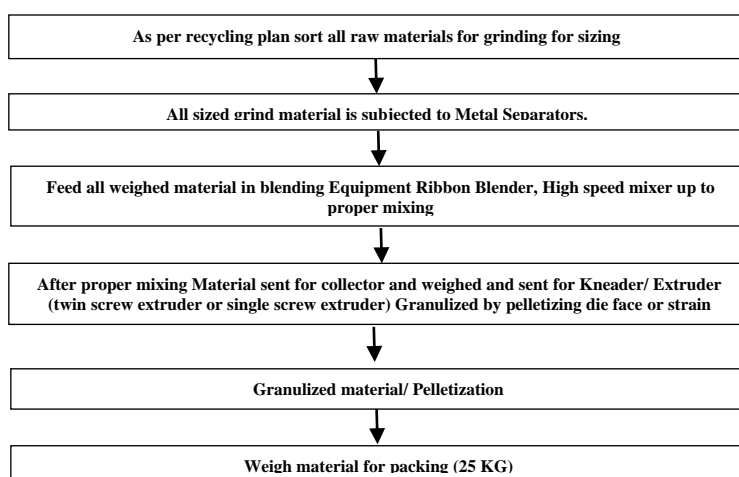 As per recycling plan sort all raw materials for grinding for sizing
All sized grind material is subjected to Metal Separators.
Feed all weighed material in blending Equipment Ribbon Blender, High speed mixer up to
proper mixing
After proper mixing Material sent for collector and weighed and sent for Kneader/ Extruder
(twin screw extruder or single screw extruder) Granulized by pelletizing die face or strain
Granulized material/ Pelletization
Weigh material for packing (25 KG)